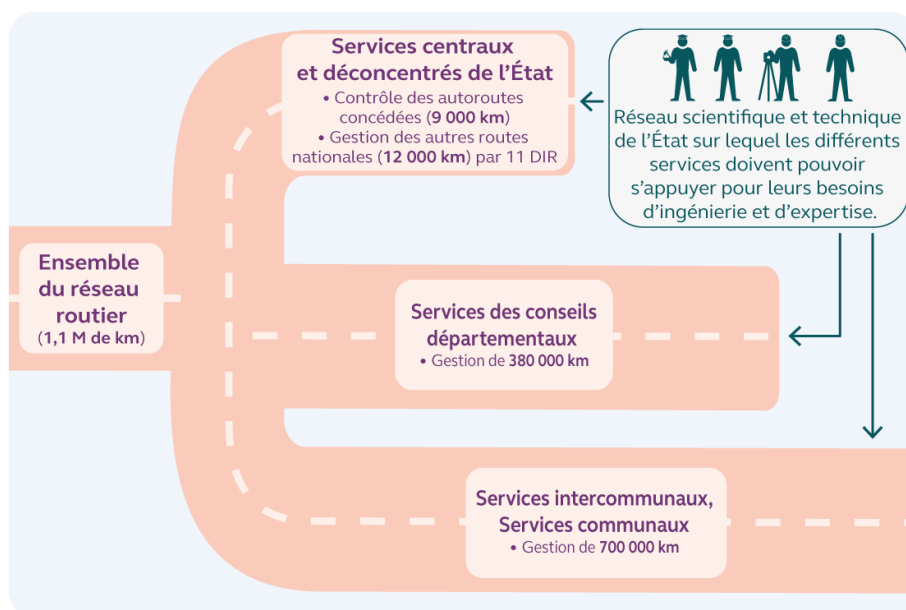 Services centraux
et déconcentrés de l’État
• Contrôle des autoroutes
concédées (9 000 km)
• Gestion des autres routes
nationales (12 000 km) par 11 DIR
Réseau scientifique et technique
de l’État sur lequel les différents
services doivent pouvoir
s’appuyer pour leurs besoins
d’ingénierie et d’expertise.
Ensemble
du réseau
routier
(1,1 M de km)
Services des conseils
départementaux
• Gestion de 380 000 km
Services intercommunaux,
Services communaux
• Gestion de 700 000 km